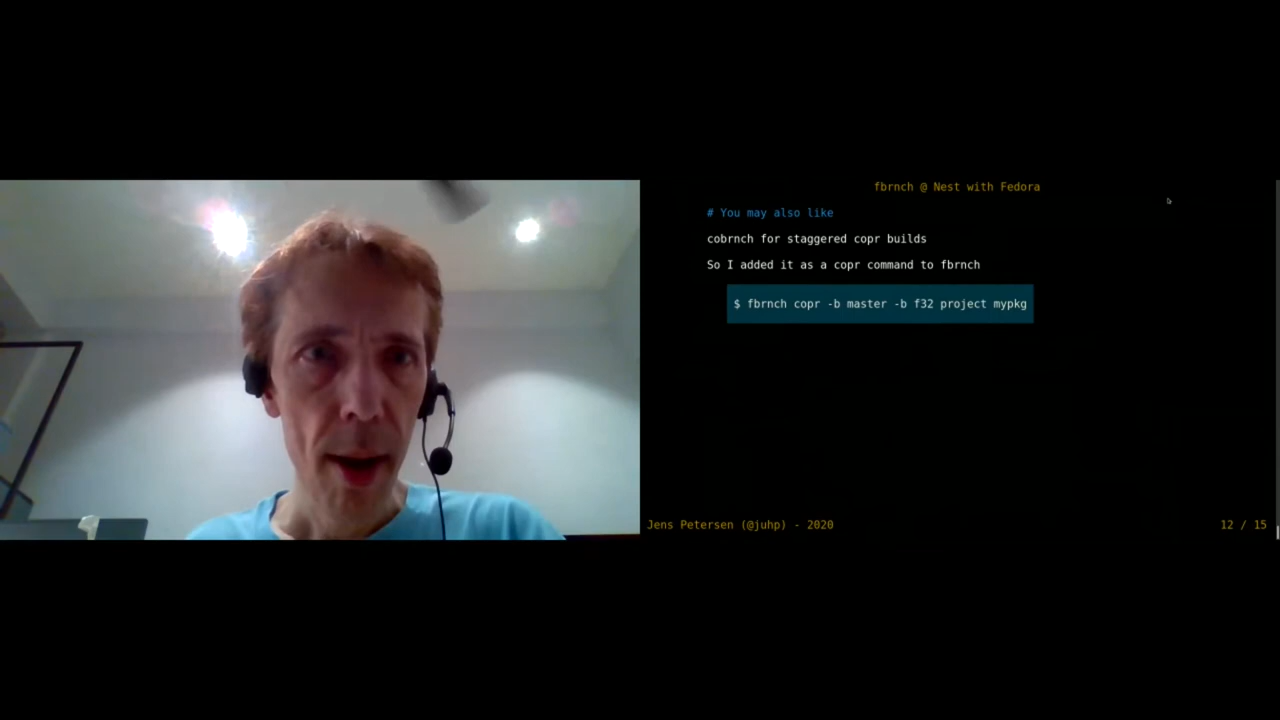 fbrnch @ Nest with Fedora
# You may also like
cobrnch for staggered copr builds
So I added it as a copr command to fbrnch
$ fbrnch copr -b master -b f32 project mypkg
Jens Petersen (@juhp) - 2020
12 / 15